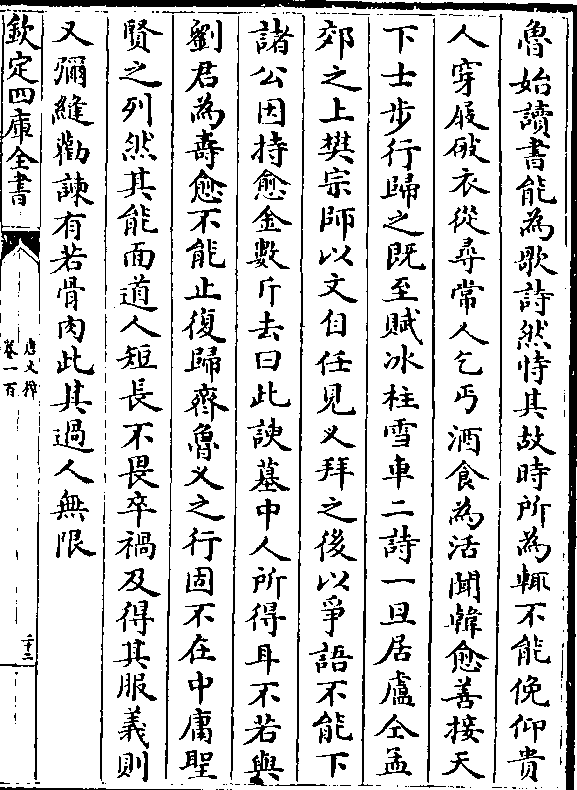 魯始讀書能為歌詩然恃其故時所為輒不能俛仰貴
人穿屐破衣從尋常人乞丐酒食為活聞韓愈善接天
下士步行歸之既至賦冰柱雪車二詩一旦居盧仝孟
郊之上樊宗師以文自任見乂拜之後以爭語不能下
諸公因持愈金數斤去曰此諛墓中人所得耳不若與
劉君為壽愈不能止復歸齊魯乂之行固不在中庸聖
賢之列然其能面道人短長不畏卒禍及得其服義則
又彌縫勸諫有若骨肉此其過人無限
欽定四庫全書
唐文粹
卷一百
二十二